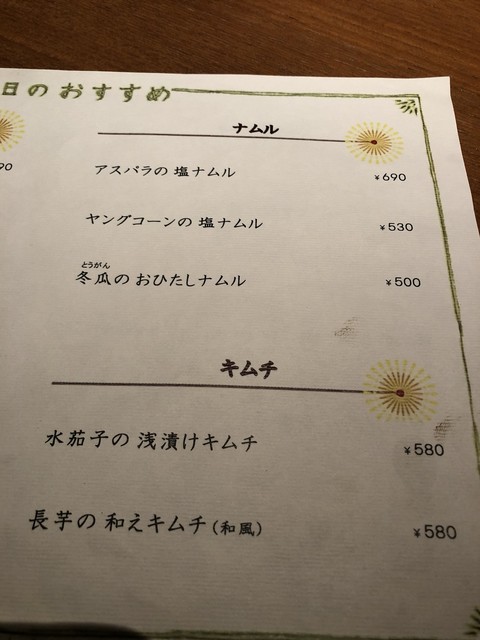 日のおすすめ
ナムル
アスパラの 塩ナムル ¥690
ヤングコーンの 塩ナムル ¥530
とうがん
冬瓜の おひたしナムル ¥500
キムチ
水茄子の 浅漬けキムチ ¥580
長芋の 和えキムチ(和風) ¥580
90